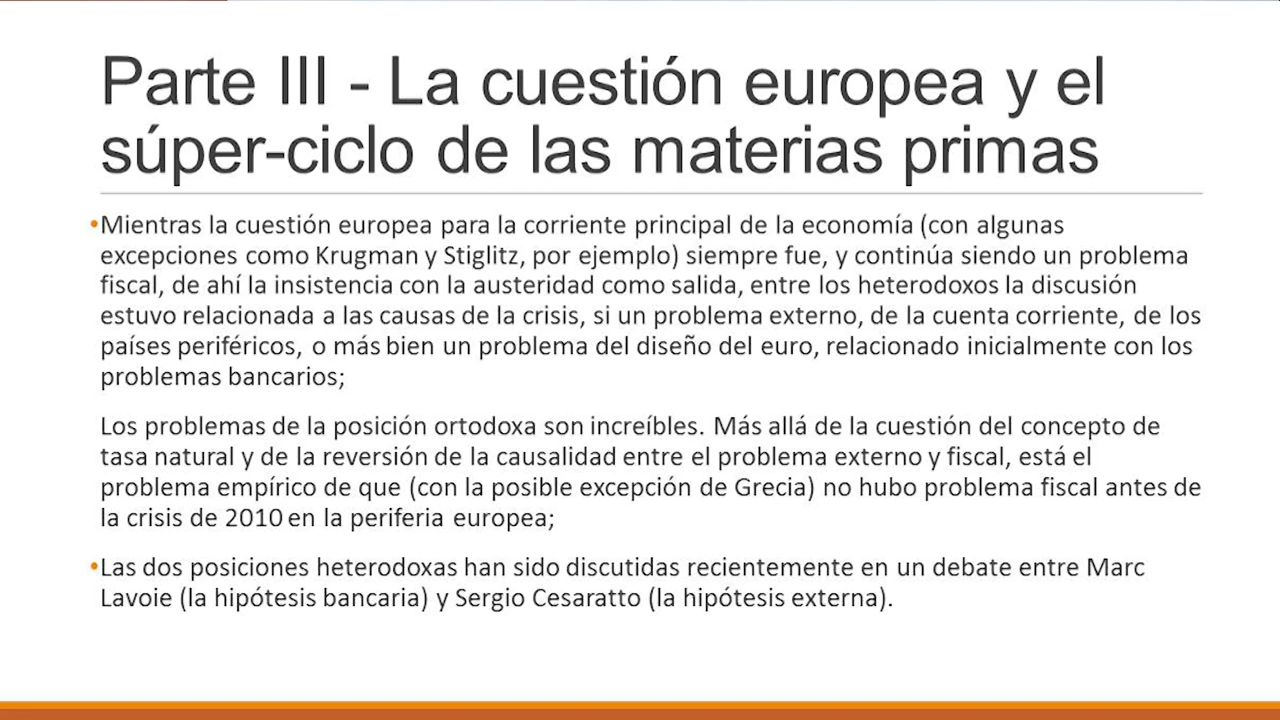 Parte III - La cuestión europea y el
súper-ciclo de las materias primas
•Mientras la cuestión europea para la corriente principal de la economía (con algunas
excepciones como Krugman y Stiglitz, por ejemplo) siempre fue, y continúa siendo un problema
fiscal, de ahí la insistencia con la austeridad como salida, entre los heterodoxos la discusión
estuvo relacionada a las causas de la crisis, si un problema externo, de la cuenta corriente, de los
países periféricos, o más bien un problema del diseño del euro, relacionado inicialmente con los
problemas bancarios;
Los problemas de la posición ortodoxa son increíbles. Más allá de la cuestión del concepto de
tasa natural y de la reversión de la causalidad entre el problema externo y fiscal, está el
problema empírico de que (con la posible excepción de Grecia) no hubo problema fiscal antes de
la crisis de 2010 en la periferia europea;
•Las dos posiciones heterodoxas han sido discutidas recientemente en un debate entre Marc
Lavoie (la hipótesis bancaria) y Sergio Cesaratto (la hipótesis externa).